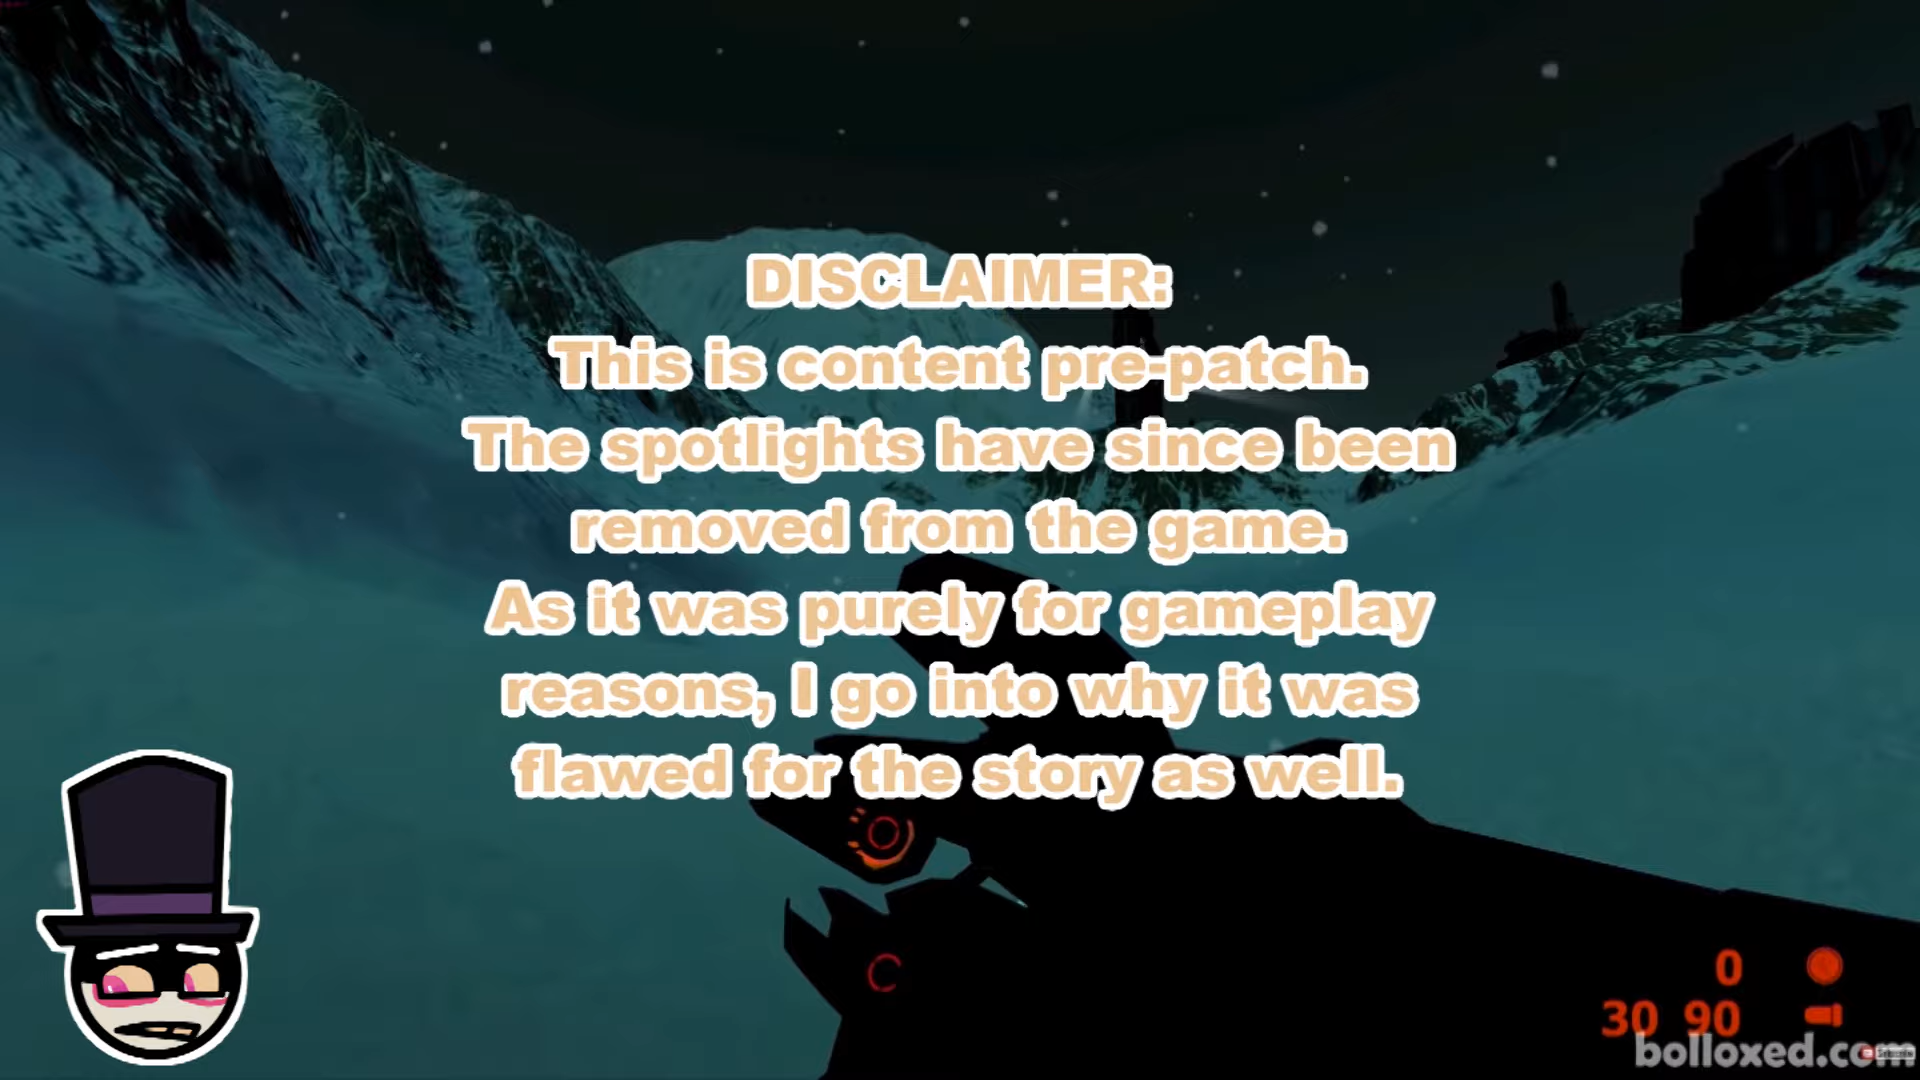 DISCLAIMER:
This is content pre-patch.
The spotlights have since been
removed from the game.
As it was purely for gameplay
reasons, I go into why it was
flawed for the story as well.
0
30 90
bolloxed.com
Subscribe